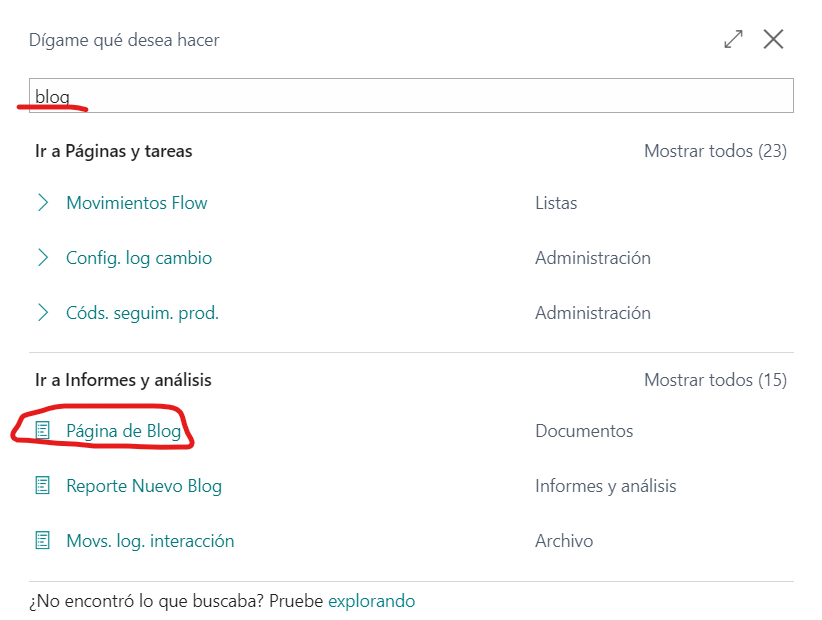 Dígame qué desea hacer
blog
Ir a Páginas y tareas Mostrar todos (23)
Movimientos Flow Listas
Config. log cambio Administración
Códs. seguim. prod. Administración
Ir a Informes y análisis Mostrar todos (15)
Página de Blog Documentos
Reporte Nuevo Blog Informes y análisis
Movs. log. interacción Archivo
¿No encontró lo que buscaba? Pruebe explorando